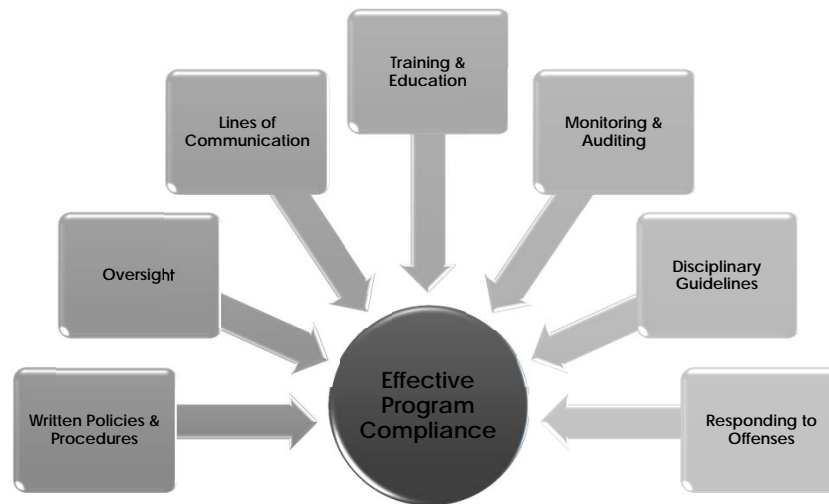 Training &
Education
Lines of
Communication
Monitoring &
Auditing
Oversight
Disciplinary
Guidelines
Written Policies &
Procedures
Effective
Program
Compliance
Responding to
Offenses